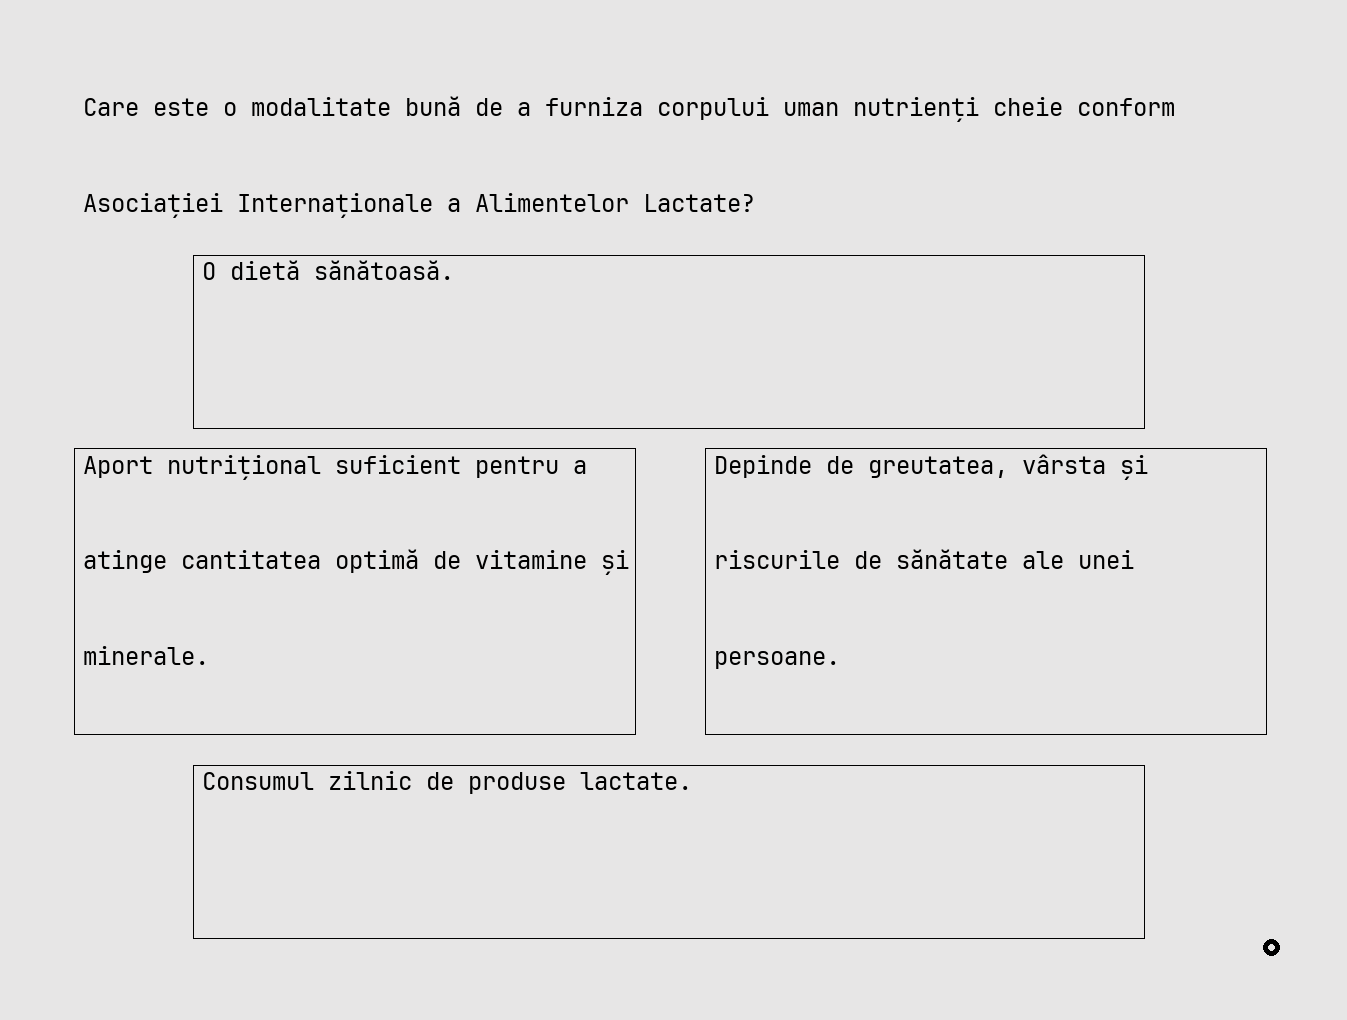 Care este o modalitate bună de a furniza corpului uman nutrienți cheie conform
Asociației Internaționale a Alimentelor Lactate?
O dietă sănătoasă.
Aport nutrițional suficient pentru a
atinge cantitatea optimă de vitamine și
minerale.
Depinde de greutatea, vârsta și
riscurile de sănătate ale unei
persoane.
Consumul zilnic de produse lactate.